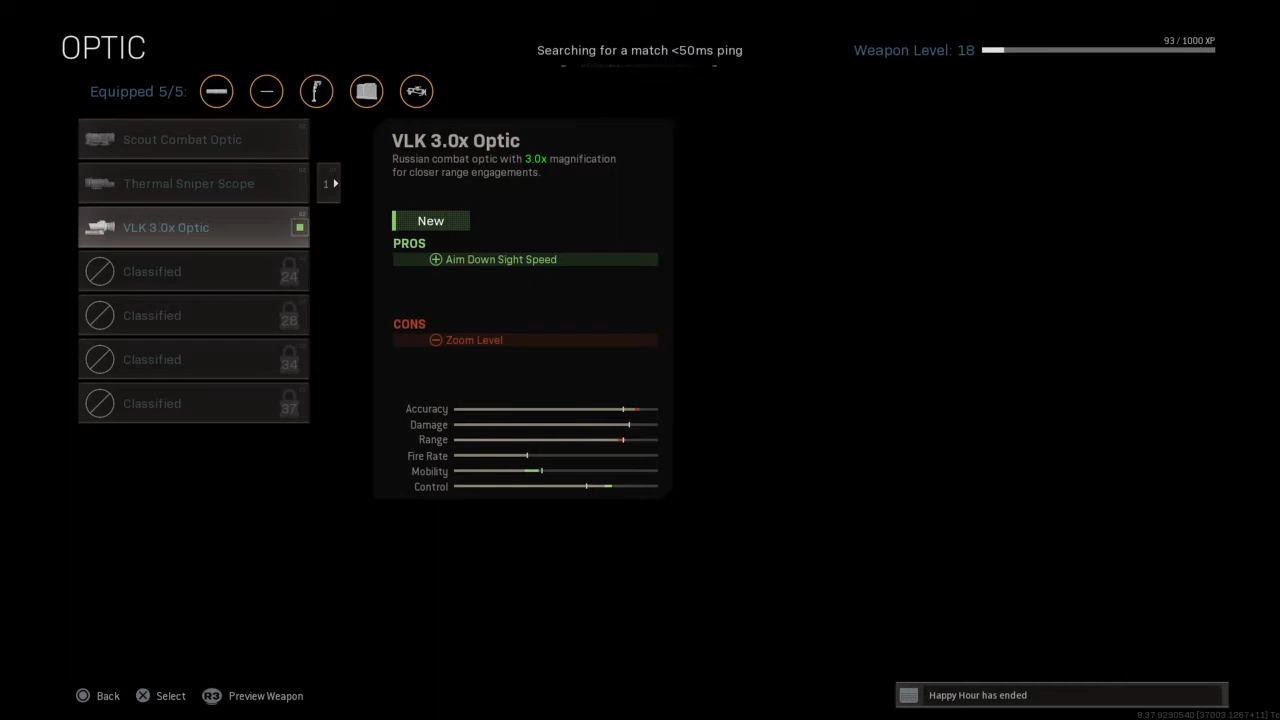 OPTIC
Searching for a match <50ms ping
Weapon Level: 18
93 / 1000 XP
Equipped 5/5:
Scout Combat Optic
Thermal Sniper Scope
1
VLK 3.0x Optic
Classified
24
Classified
28
Classified
34
Classified
37
VLK 3.0x Optic
Russian combat optic with 3.0x magnification
for closer range engagements.
New
PROS
Aim Down Sight Speed
CONS
Zoom Level
Accuracy
Damage
Range
Fire Rate
Mobility
Control
Back
Select
R3
Preview Weapon
Happy Hour has ended